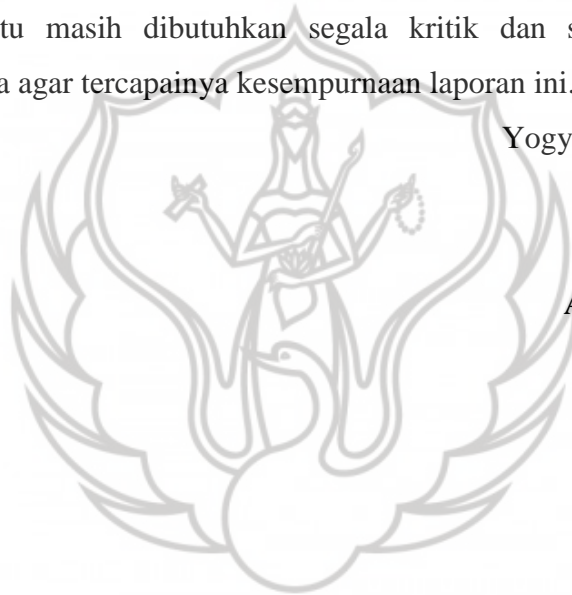 tu masih dibutuhkan segala kritik dan s
a agar tercapainya kesempurnaan laporan ini.
Yogy
A